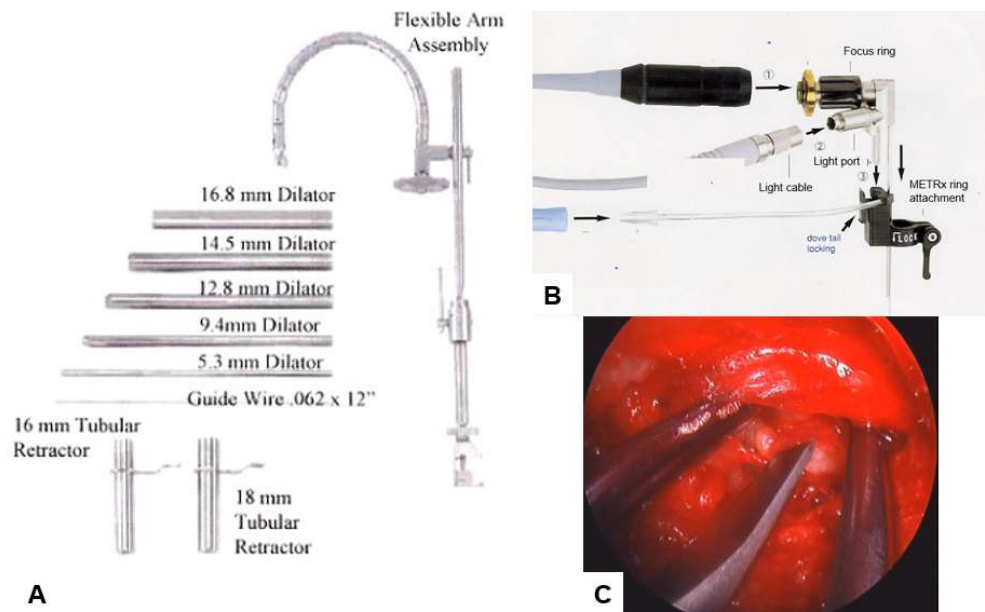 Flexible Arm
Assembly
16.8 mm Dilator
14.5 mm Dilator
12.8 mm Dilator
9.4mm Dilator
5.3 mm Dilator
Guide Wire .062 x 12”
16 mm Tubular
Retractor
18 mm
Tubular
Retractor
A
Focus ring
①
②
Light port
③
Light cable
METRx ring
attachment
dove tail
locking
LOCK
B
C